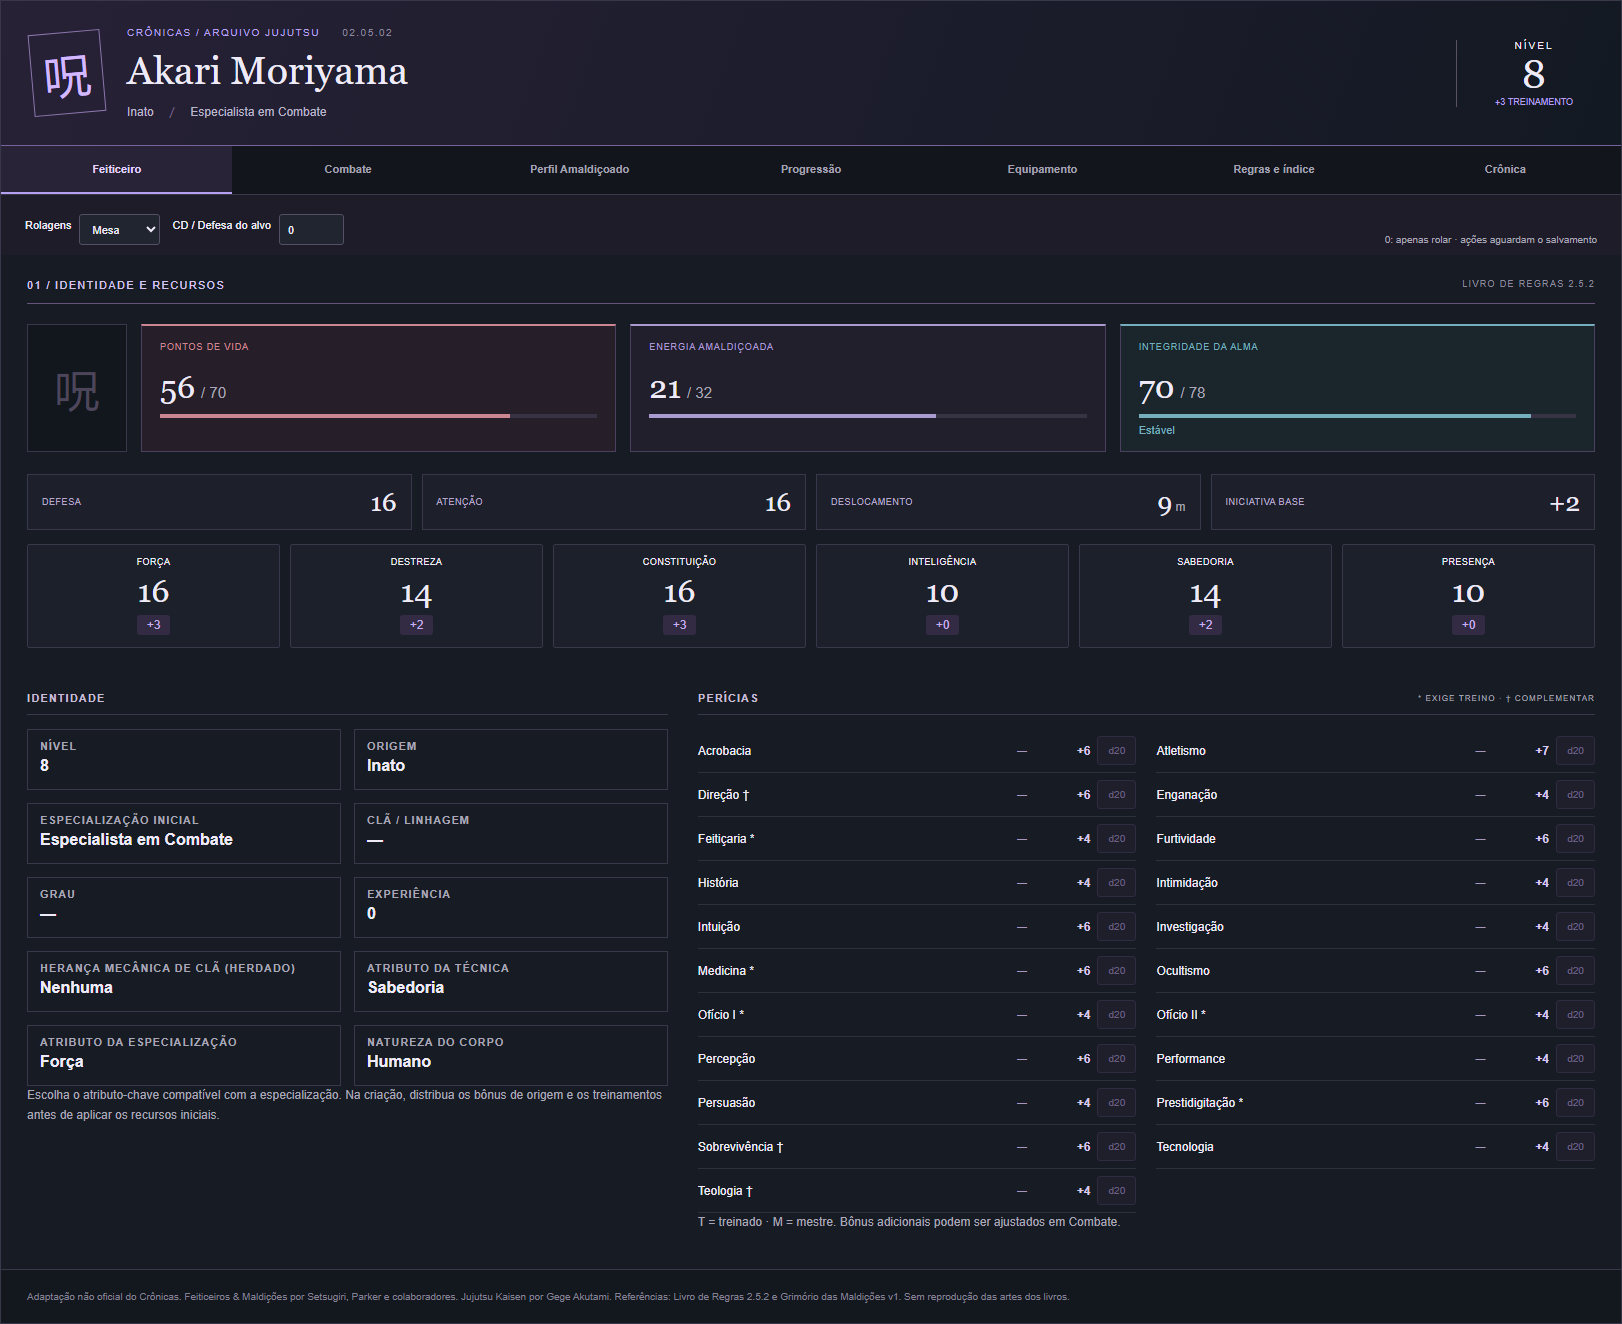 呪
CRÔNICAS / ARQUIVO JUJUTSU 02.05.02
Akari Moriyama
Inato / Especialista em Combate
NÍVEL
8
+3 TREINAMENTO
Feiticeiro Combate Perfil Amaldiçoado Progressão Equipamento Regras e índice Crônica
Rolagens Mesa CD / Defesa do alvo 0
0: apenas rolar · ações aguardam o salvamento
01 / IDENTIDADE E RECURSOS LIVRO DE REGRAS 2.5.2
呪
PONTOS DE VIDA
56 / 70
ENERGIA AMALDIÇOADA
21 / 32
INTEGRIDADE DA ALMA
70 / 78
Estável
DEFESA 16
ATENÇÃO 16
DESLOCAMENTO 9 m
INICIATIVA BASE +2
FORÇA
16
+3
DESTREZA
14
+2
CONSTITUIÇÃO
16
+3
INTELIGÊNCIA
10
+0
SABEDORIA
14
+2
PRESENÇA
10
+0
IDENTIDADE
NÍVEL
8
ORIGEM
Inato
ESPECIALIZAÇÃO INICIAL
Especialista em Combate
CLÃ / LINHAGEM
—
GRAU
—
EXPERIÊNCIA
0
HERANÇA MECÂNICA DE CLÃ (HERDADO)
Nenhuma
ATRIBUTO DA TÉCNICA
Sabedoria
ATRIBUTO DA ESPECIALIZAÇÃO
Força
NATUREZA DO CORPO
Humano
Escolha o atributo-chave compatível com a especialização. Na criação, distribua os bônus de origem e os treinamentos
antes de aplicar os recursos iniciais.
PERÍCIAS * EXIGE TREINO · † COMPLEMENTAR
Acrobacia — +6 d20
Atletismo — +7 d20
Direção † — +6 d20
Enganação — +4 d20
Feitiçaria * — +4 d20
Furtividade — +6 d20
História — +4 d20
Intimidação — +4 d20
Intuição — +6 d20
Investigação — +4 d20
Medicina * — +6 d20
Ocultismo — +6 d20
Ofício I * — +4 d20
Ofício II * — +4 d20
Percepção — +6 d20
Performance — +4 d20
Persuasão — +4 d20
Prestidigitação * — +6 d20
Sobrevivência † — +6 d20
Tecnologia — +4 d20
Teologia † — +4 d20
T = treinado · M = mestre. Bônus adicionais podem ser ajustados em Combate.
Adaptação não oficial do Crônicas. Feiticeiros & Maldições por Setsugiri, Parker e colaboradores. Jujutsu Kaisen por Gege Akutami. Referências: Livro de Regras 2.5.2 e Grimório das Maldições v1. Sem reprodução das artes dos livros.